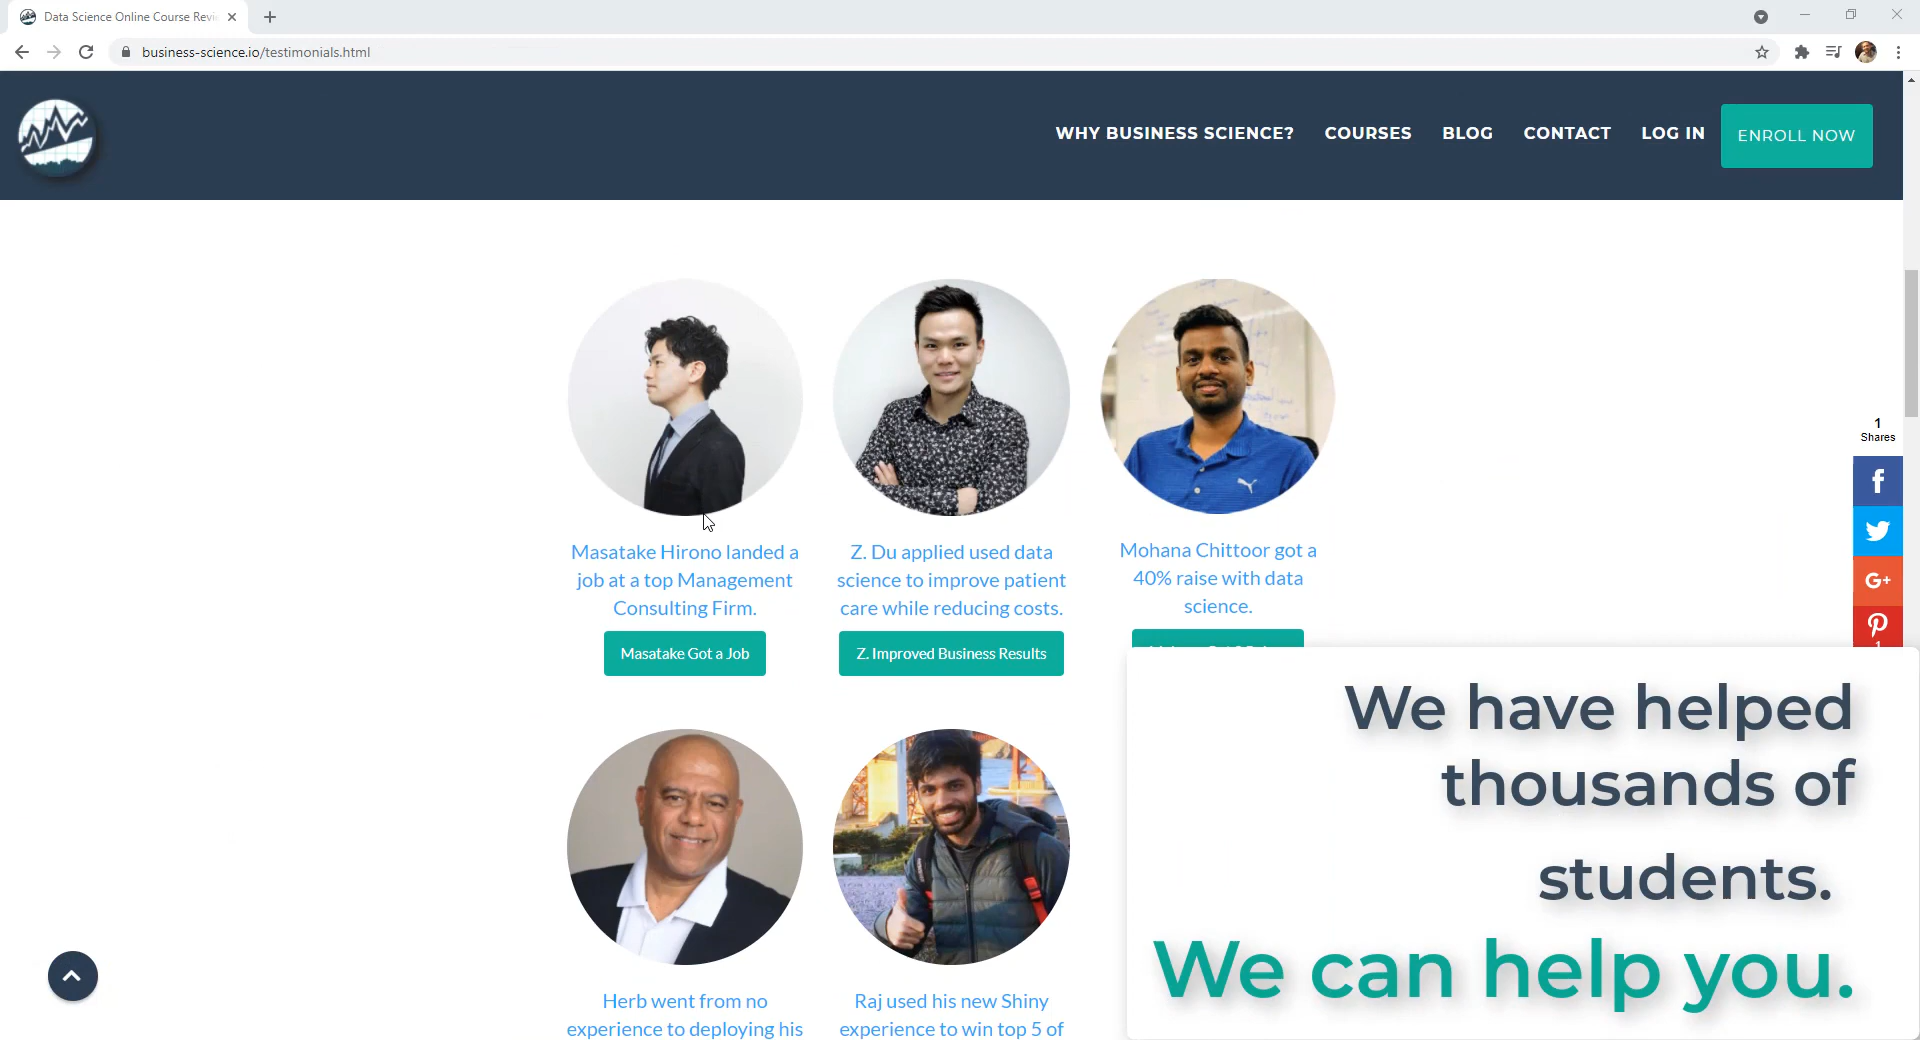 Data Science Online Course Revi
business-science.io/testimonials.html
WHY BUSINESS SCIENCE?
COURSES
BLOG
CONTACT
LOG IN
ENROLL NOW
1
Shares
Masatake Hirono landed a
job at a top Management
Consulting Firm.
Masatake Got a Job
Z. Du applied used data
science to improve patient
care while reducing costs.
Z. Improved Business Results
Mohana Chittoor got a
40% raise with data
science.
Herb went from no
experience to deploying his
Raj used his new Shiny
experience to win top 5 of
We have helped
thousands of
students.
We can help you.